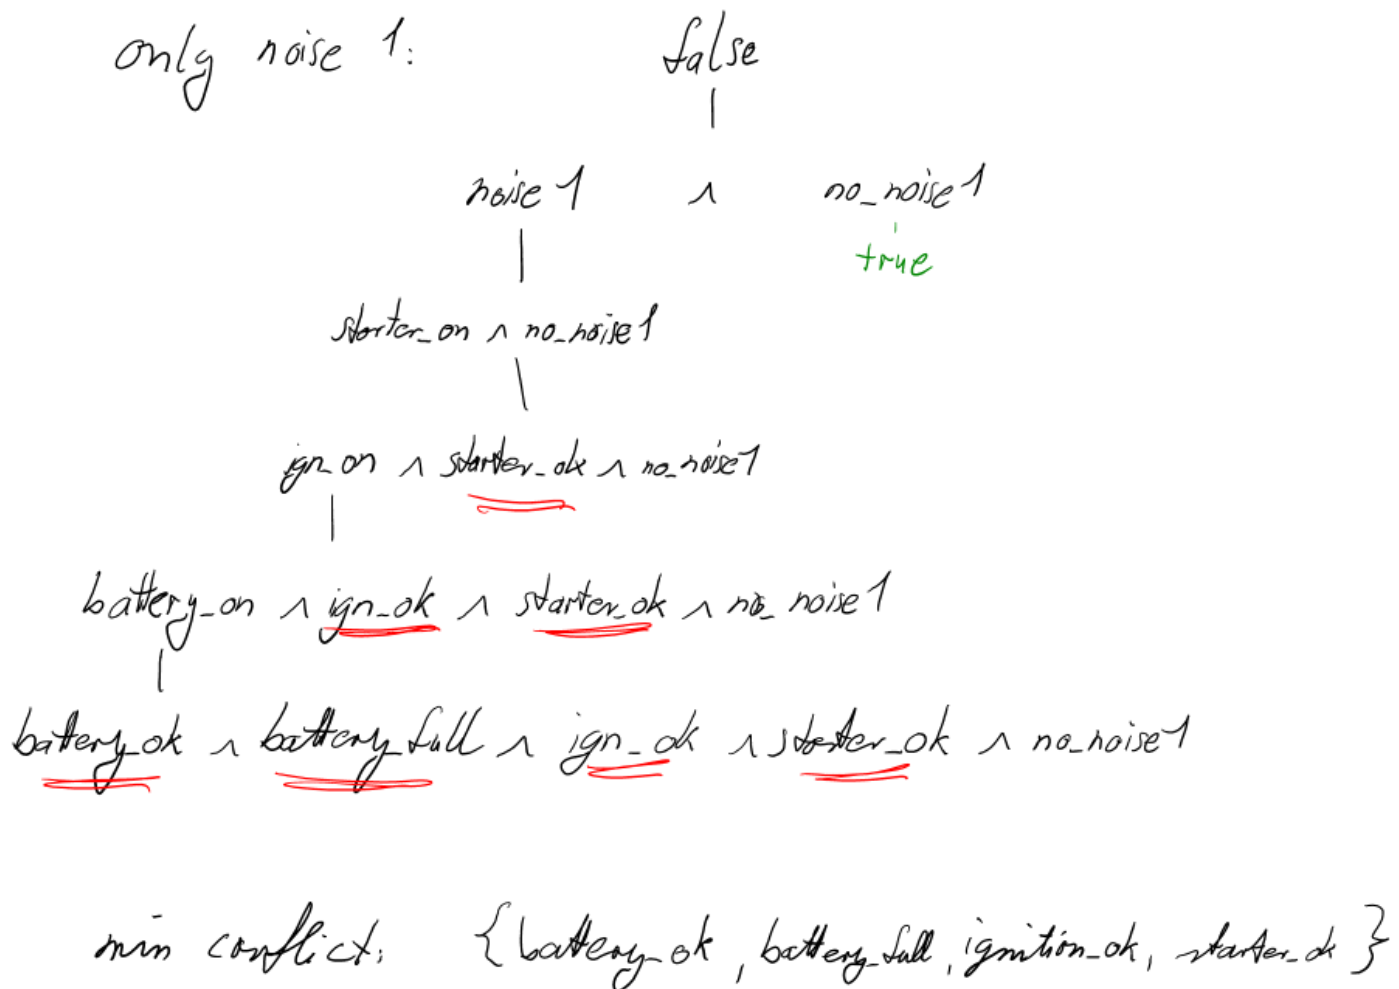 only noise 1: false
noise 1 ∧ no_noise 1
true
starter_on ∧ no_noise 1
ign_on ∧ starter_ok ∧ no_noise 1
battery_on ∧ ign_ok ∧ starter_ok ∧ no_noise 1
battery_ok ∧ battery_full ∧ ign_ok ∧ starter_ok ∧ no_noise 1
min conflict: {battery_ok, battery_full, ignition_ok, starter_ok}